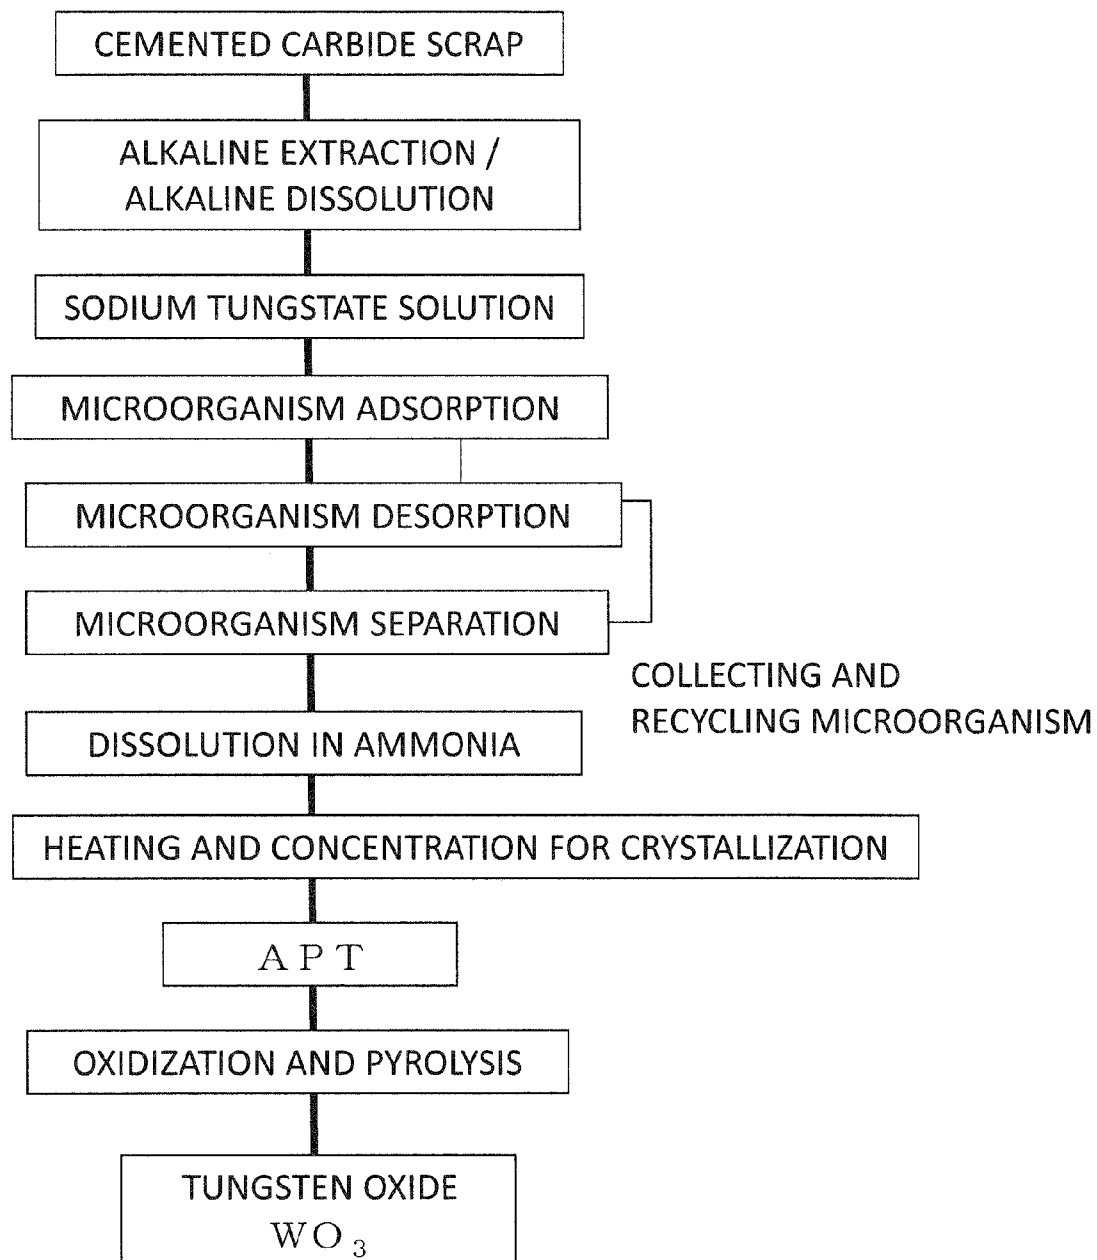 CEMENTED CARBIDE SCRAP
ALKALINE EXTRACTION /
ALKALINE DISSOLUTION
SODIUM TUNGSTATE SOLUTION
MICROORGANISM ADSORPTION
MICROORGANISM DESORPTION
MICROORGANISM SEPARATION
COLLECTING AND
RECYCLING MICROORGANISM
DISSOLUTION IN AMMONIA
HEATING AND CONCENTRATION FOR CRYSTALLIZATION
APT
OXIDIZATION AND PYROLYSIS
TUNGSTEN OXIDE
WO₃